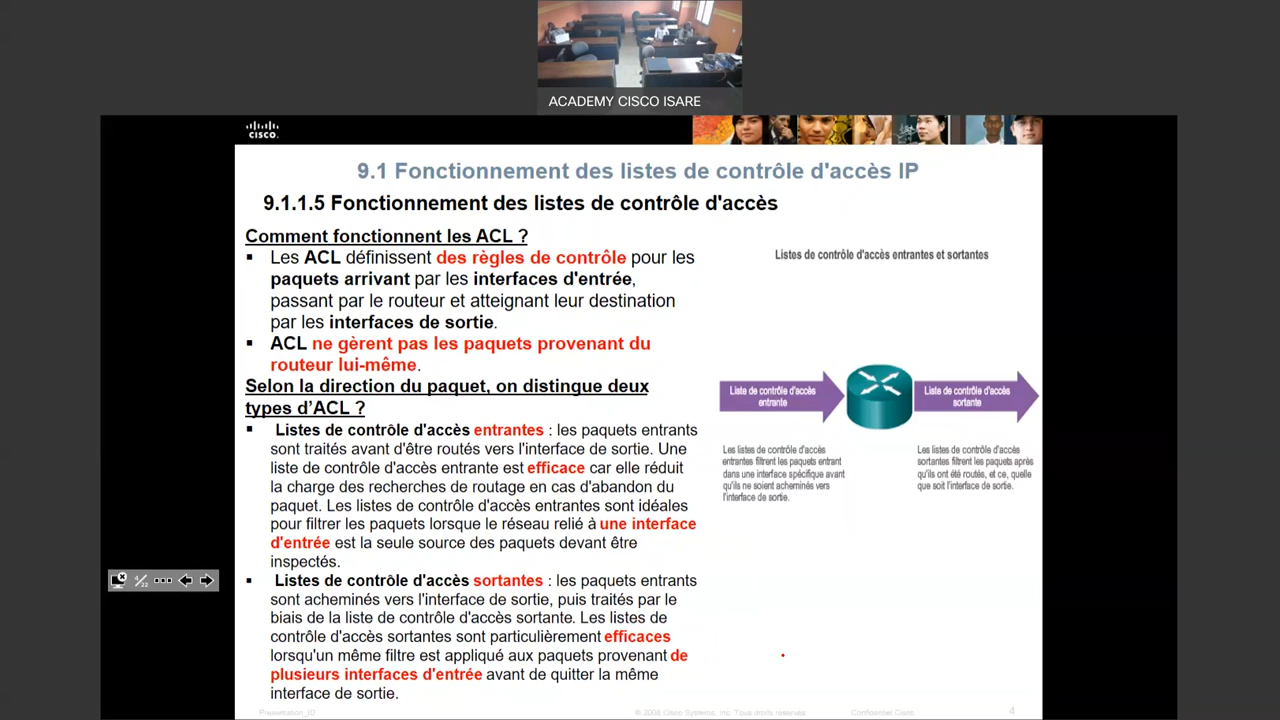 ACADEMY CISCO ISARE
CISCO
9.1 Fonctionnement des listes de contrôle d'accès IP
9.1.1.5 Fonctionnement des listes de contrôle d'accès
Comment fonctionnent les ACL ?
▪ Les ACL définissent des règles de contrôle pour les
paquets arrivant par les interfaces d'entrée,
passant par le routeur et atteignant leur destination
par les interfaces de sortie.
▪ ACL ne gèrent pas les paquets provenant du
routeur lui-même.
Selon la direction du paquet, on distingue deux
types d'ACL ?
▪ Listes de contrôle d'accès entrantes : les paquets entrants
sont traités avant d'être routés vers l'interface de sortie. Une
liste de contrôle d'accès entrante est efficace car elle réduit
la charge des recherches de routage en cas d'abandon du
paquet. Les listes de contrôle d'accès entrantes sont idéales
pour filtrer les paquets lorsque le réseau relié à une interface
d'entrée est la seule source des paquets devant être
inspectés.
▪ Listes de contrôle d'accès sortantes : les paquets entrants
sont acheminés vers l'interface de sortie, puis traités par le
biais de la liste de contrôle d'accès sortante. Les listes de
contrôle d'accès sortantes sont particulièrement efficaces
lorsqu'un même filtre est appliqué aux paquets provenant de
plusieurs interfaces d'entrée avant de quitter la même
interface de sortie.
Listes de contrôle d'accès entrantes et sortantes
Liste de contrôle d'accès
entrante
Liste de contrôle d'accès
sortante
Les listes de contrôle d'accès
entrantes filtrent les paquets entrant
dans une interface spécifique avant
qu'ils ne soient acheminés vers
l'interface de sortie.
Les listes de contrôle d'accès
sortantes filtrent les paquets après
qu'ils ont été routés, et ce, quelle
que soit l'interface de sortie.
4/22
Presentation_ID
© 2008 Cisco Systems, Inc. Tous droits réservés.
Confidentiel Cisco
4